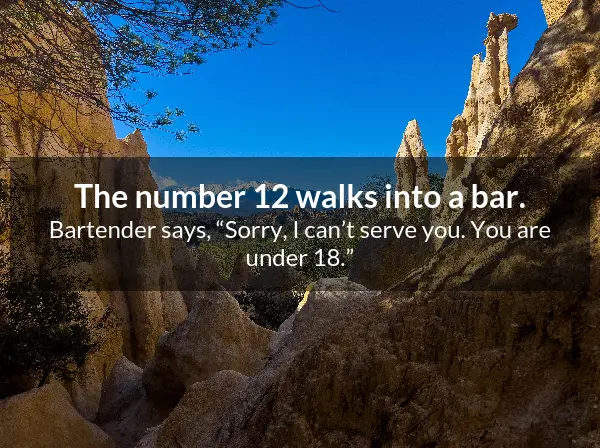 The number 12 walks into a bar.
Bartender says, “Sorry, I can’t serve you. You are
under 18.”